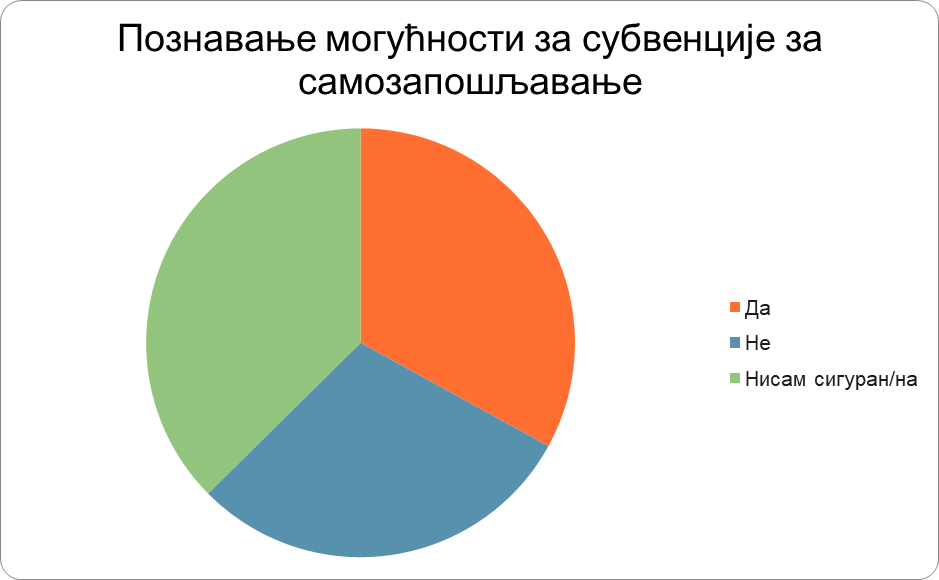 Познавање могућности за субвенције за
самозапошљавање
Да
Не
Нисам сигуран/на